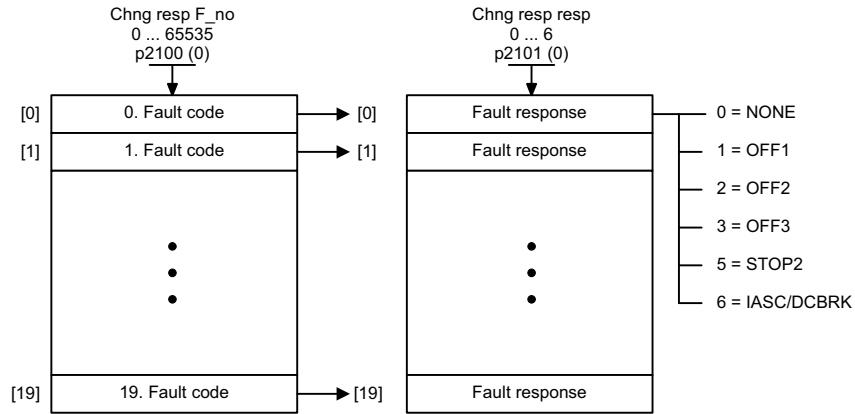 Chng resp F_no
0 ... 65535
p2100 (0)
Chng resp resp
0 ... 6
p2101 (0)
[0] 0. Fault code [0] Fault response 0 = NONE
[1] 1. Fault code [1] Fault response 1 = OFF1
2 = OFF2
3 = OFF3
5 = STOP2
6 = IASC/DCBRK
[19] 19. Fault code [19] Fault response